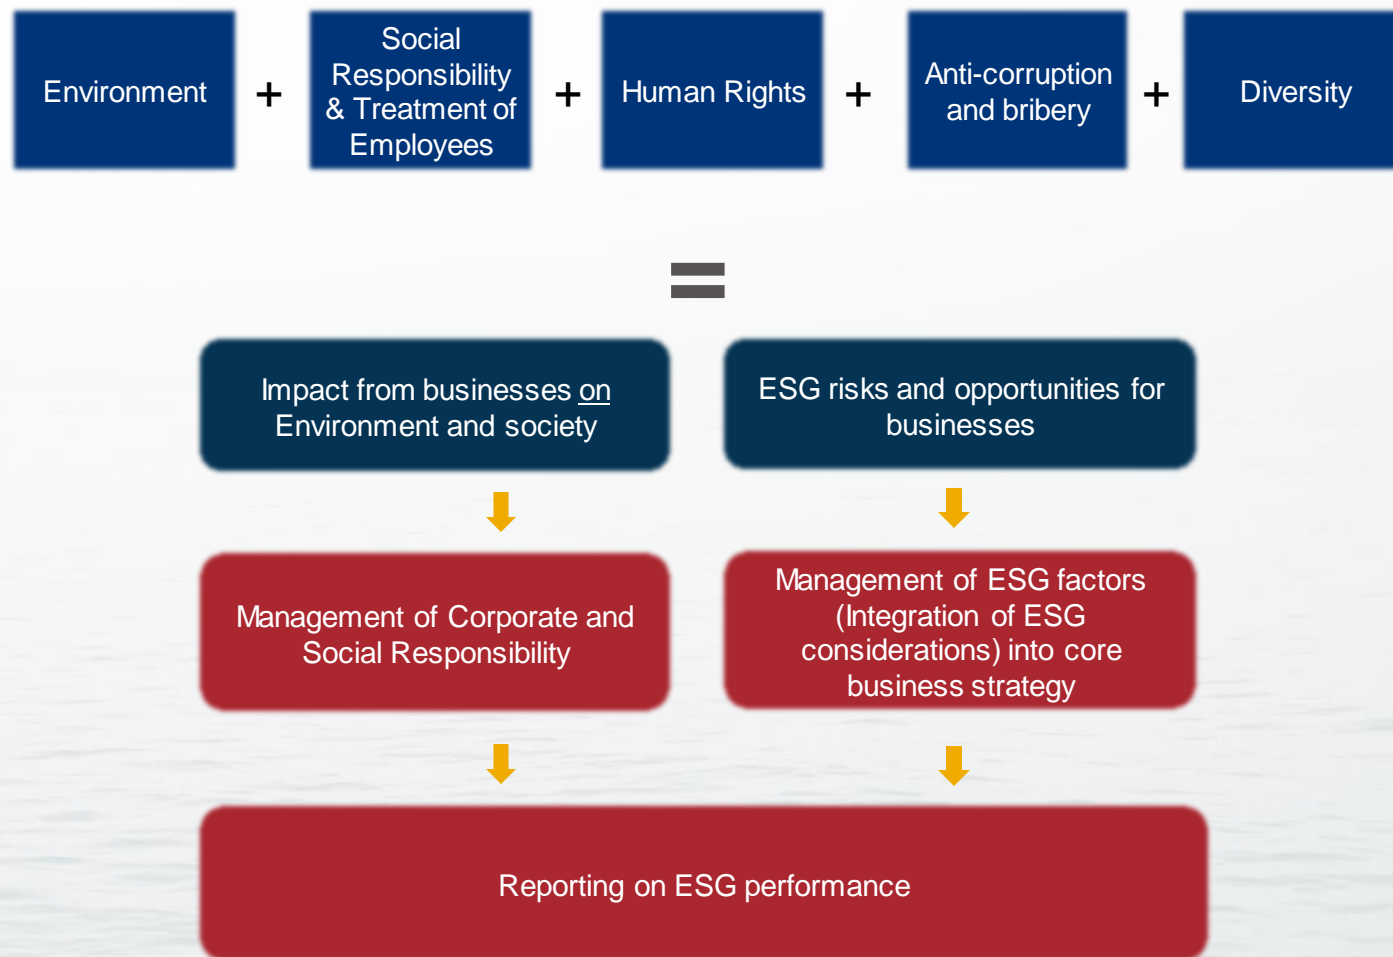 Environment
+
Social
Responsibility
& Treatment of
Employees
+
Human Rights
+
Anti-corruption
and bribery
+
Diversity
=
Impact from businesses on
Environment and society
ESG risks and opportunities for
businesses
Management of Corporate and
Social Responsibility
Management of ESG factors
(Integration of ESG
considerations) into core
business strategy
Reporting on ESG performance